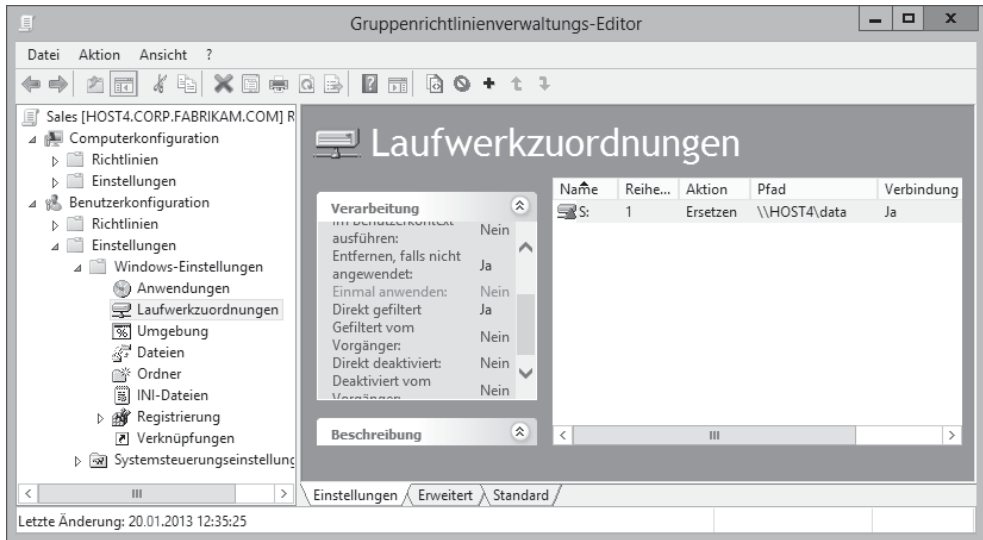 Gruppenrichtlinienverwaltungs-Editor
Datei Aktion Ansicht ?
Sales [HOST4.CORP.FABRIKAM.COM] R
Computerkonfiguration
Richtlinien
Einstellungen
Benutzerkonfiguration
Richtlinien
Einstellungen
Windows-Einstellungen
Anwendungen
Laufwerkzuordnungen
Umgebung
Dateien
Ordner
INI-Dateien
Registrierung
Verknüpfungen
Systemsteuerungseinstellung
Laufwerkzuordnungen
Verarbeitung
Im Benutzerkontext
ausführen: Nein
Entfernen, falls nicht
angewendet: Ja
Einmal anwenden: Nein
Direkt gefiltert Ja
Gefiltert vom
Vorgänger: Nein
Direkt deaktiviert: Nein
Deaktiviert vom
Vorgänger: Nein
Beschreibung
Name Reihe... Aktion Pfad Verbindung
S: 1 Ersetzen \\HOST4\data Ja
Einstellungen Erweitert Standard
Letzte Änderung: 20.01.2013 12:35:25